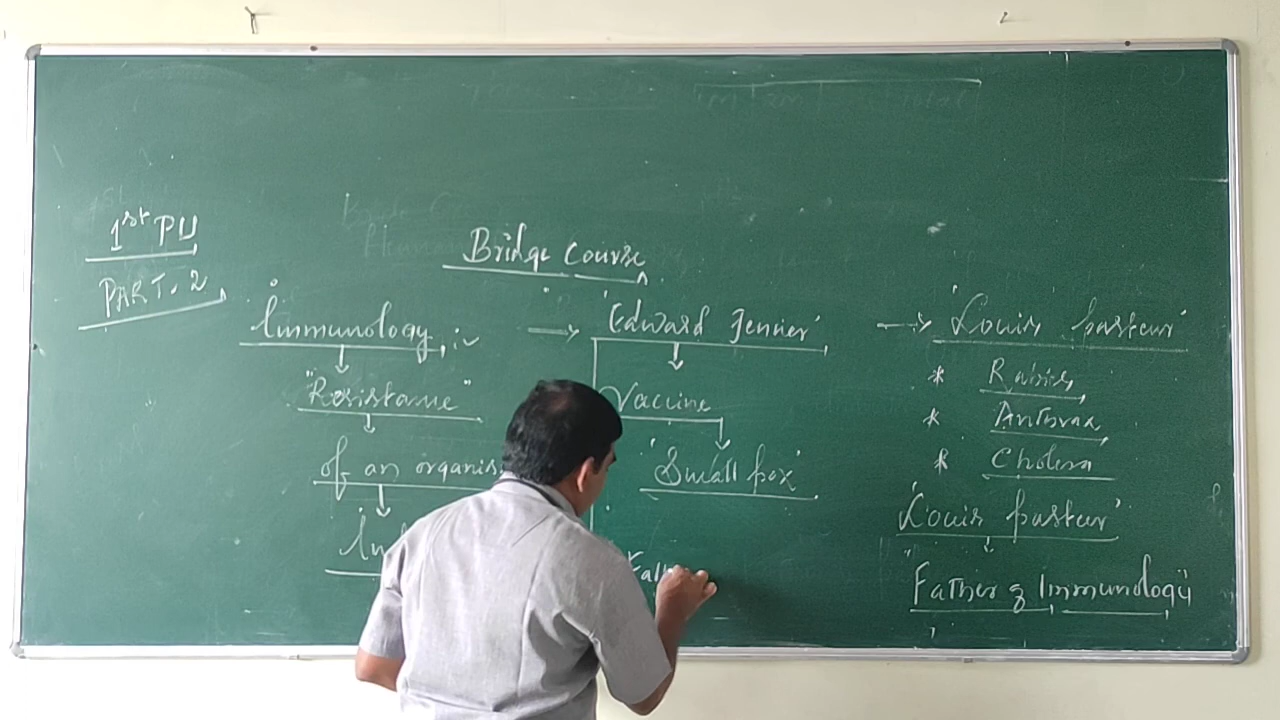 1st PU
PART. 2
Bridge Course
Immunology,
"Resistance"
of an organis
'Edward Jenner'
Vaccine
'Small pox'
'Louis pasteur'
* Rabies,
* Anthrax,
* Cholera
'Louis pasteur'
Father of Immunology